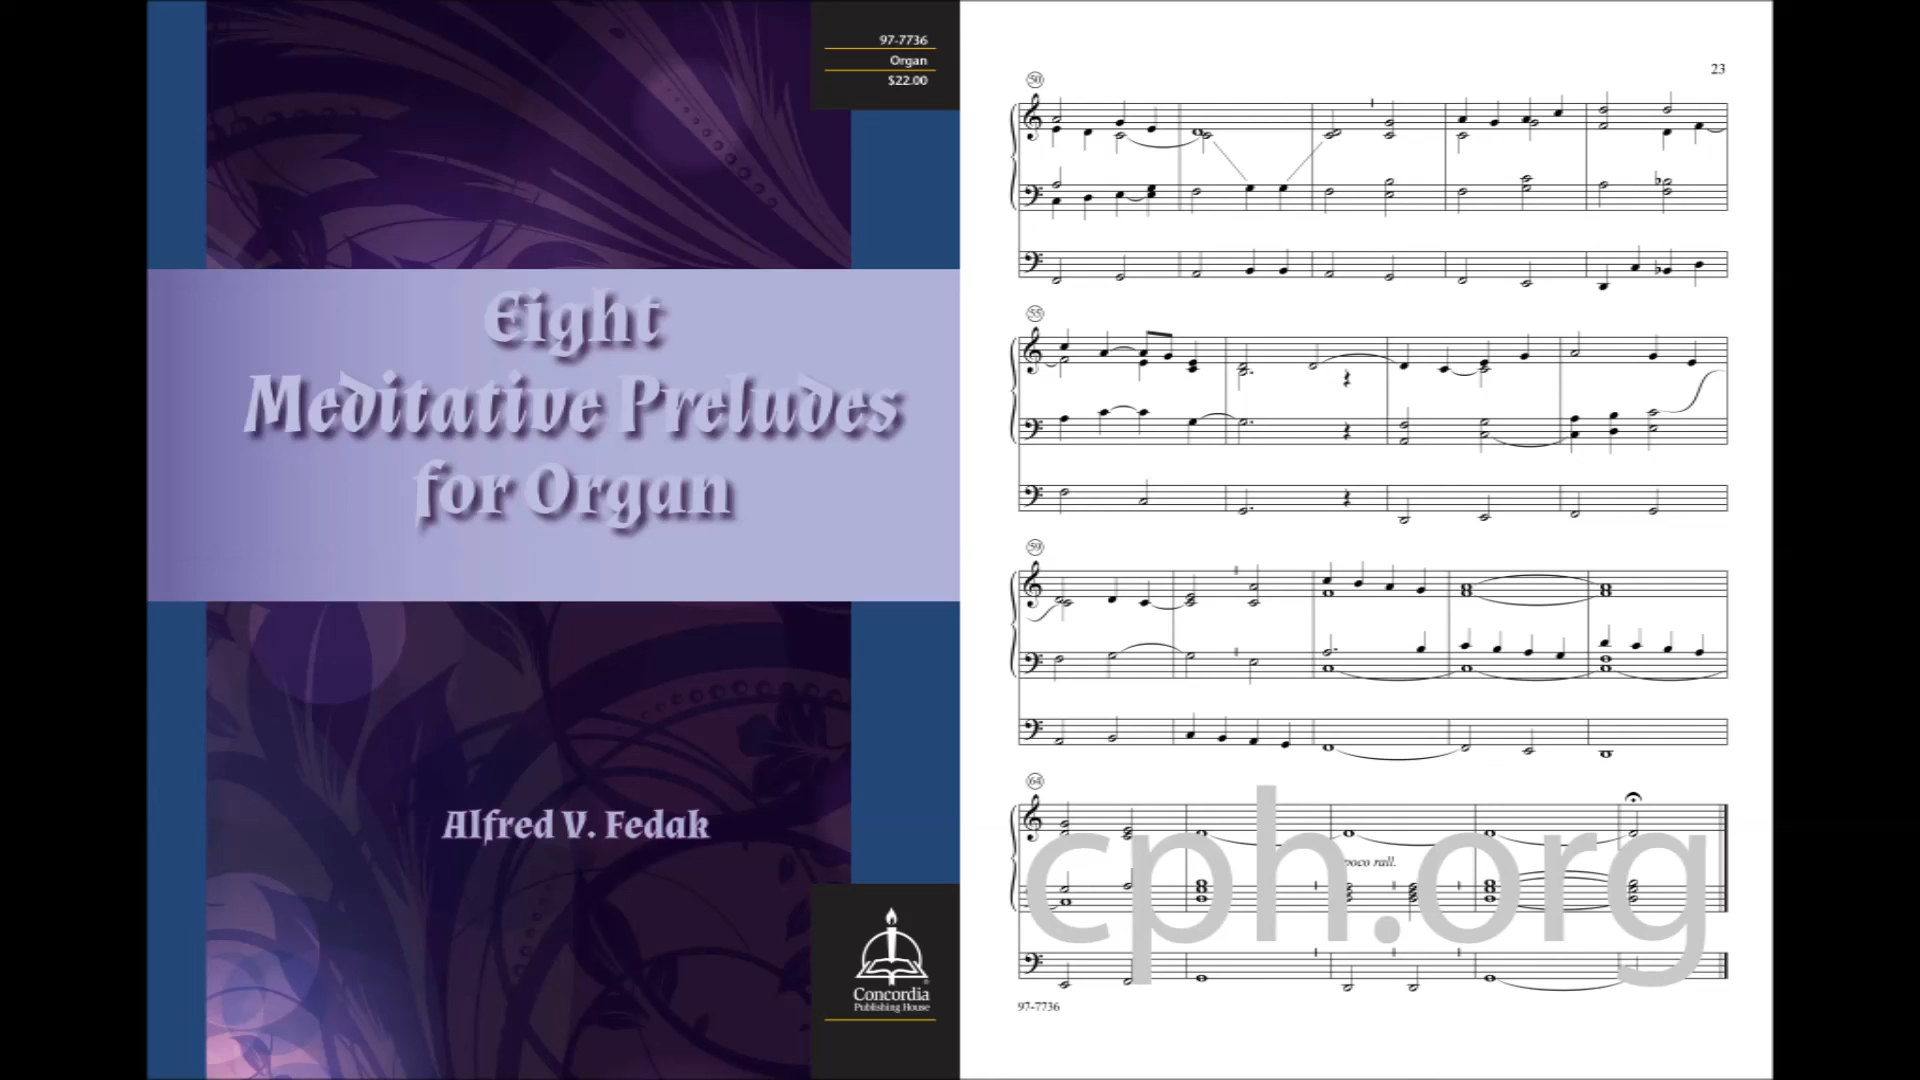 97-7736
Organ
$22.00
Eight
Meditative Preludes
for Organ
Alfred V. Fedak
Concordia
Publishing House
23
50
55
59
64
poco rall.
cph.org
97-7736